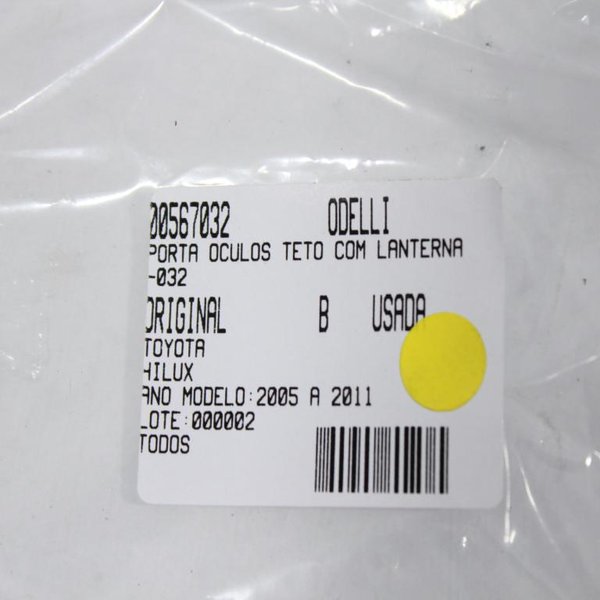 00567032 ODELLI
PORTA OCULOS TETO COM LANTERNA
-032
ORIGINAL B USADA
TOYOTA
HILUX
ANO MODELO:2005 A 2011
LOTE:000002
TODOS